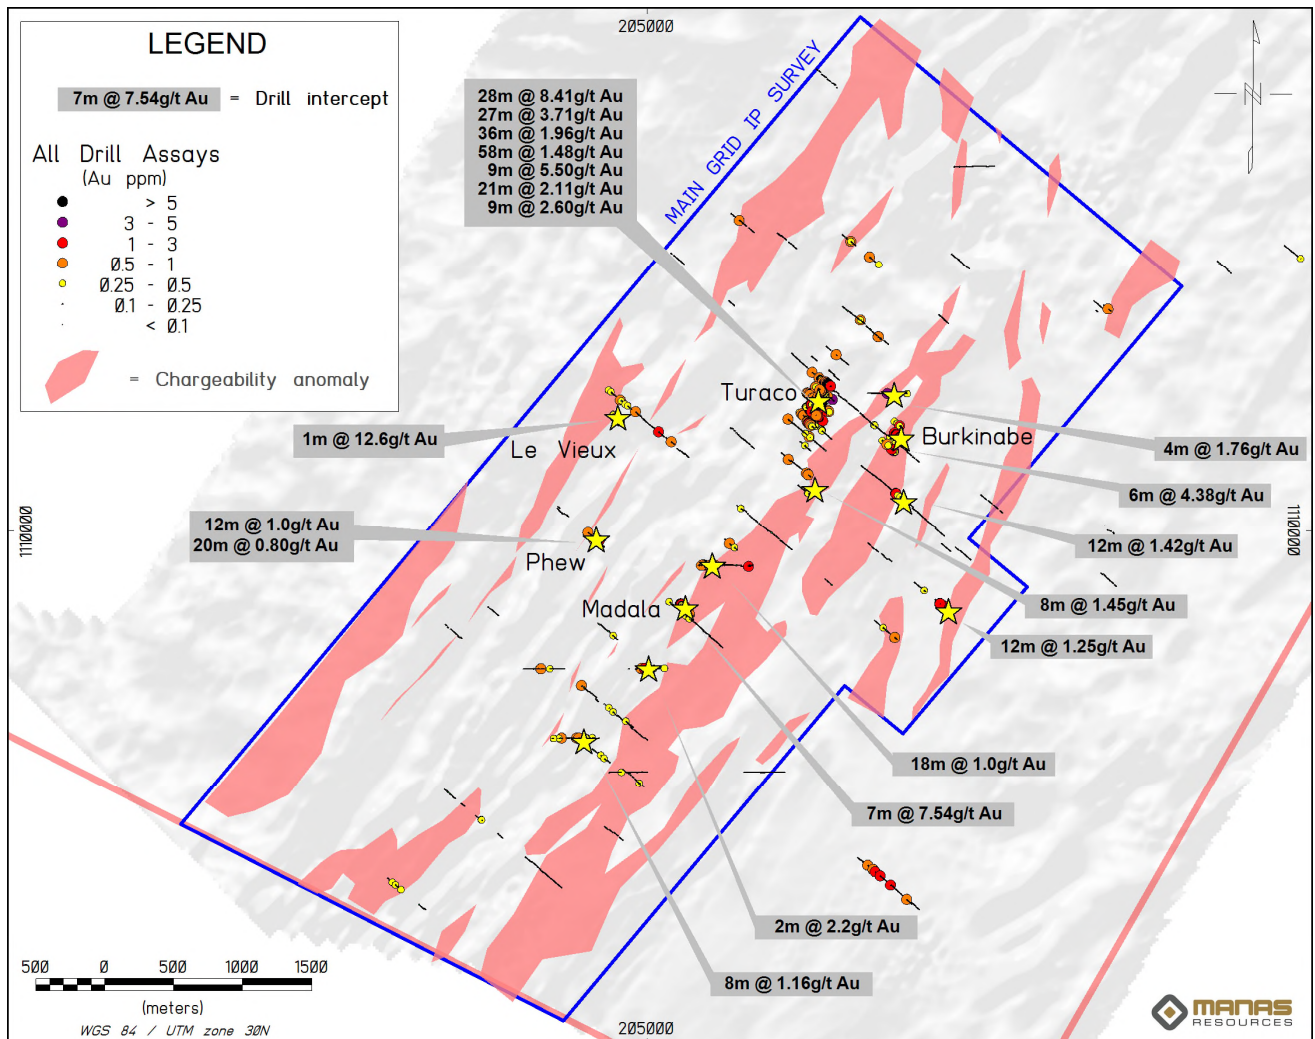 LEGEND
7m @ 7.54g/t Au = Drill intercept
All Drill Assays
(Au ppm)
> 5
3 - 5
1 - 3
0.5 - 1
0.25 - 0.5
0.1 - 0.25
< 0.1
= Chargeability anomaly
205000
MAIN GRID IP SURVEY
N
28m @ 8.41g/t Au
27m @ 3.71g/t Au
36m @ 1.96g/t Au
58m @ 1.48g/t Au
9m @ 5.50g/t Au
21m @ 2.11g/t Au
9m @ 2.60g/t Au
Turaco
Burkinabe
1m @ 12.6g/t Au
Le Vieux
4m @ 1.76g/t Au
6m @ 4.38g/t Au
1110000
12m @ 1.0g/t Au
20m @ 0.80g/t Au
1110000
12m @ 1.42g/t Au
Phew
8m @ 1.45g/t Au
Madala
12m @ 1.25g/t Au
18m @ 1.0g/t Au
7m @ 7.54g/t Au
2m @ 2.2g/t Au
8m @ 1.16g/t Au
500 0 500 1000 1500
(meters)
WGS 84 / UTM zone 30N
205000
MANAS
RESOURCES